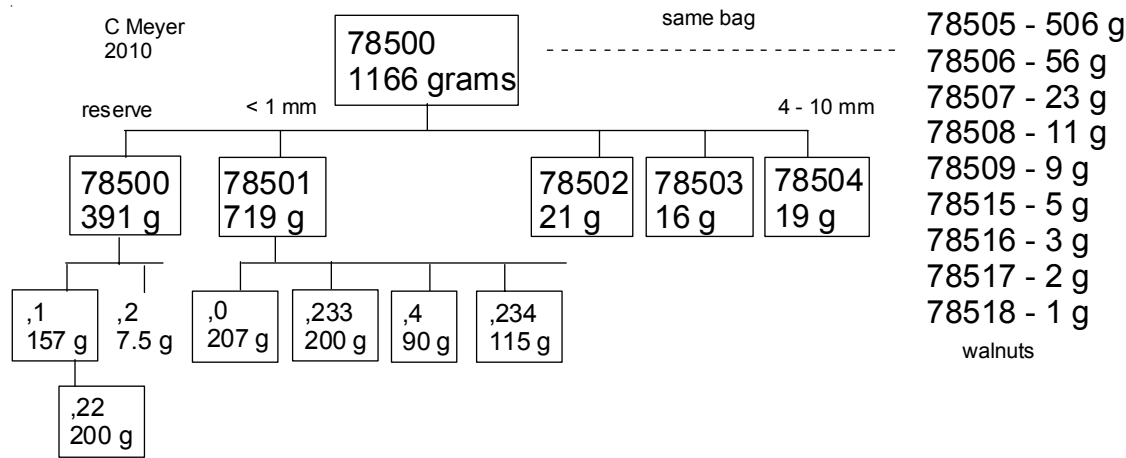 C Meyer
2010
78500
1166 grams
same bag
78505 - 506 g
78506 - 56 g
78507 - 23 g
78508 - 11 g
78509 - 9 g
78515 - 5 g
78516 - 3 g
78517 - 2 g
78518 - 1 g
walnuts
reserve
< 1 mm
4 - 10 mm
78500
391 g
78501
719 g
78502
21 g
78503
16 g
78504
19 g
,1
157 g
,2
7.5 g
,0
207 g
,233
200 g
,4
90 g
,234
115 g
,22
200 g